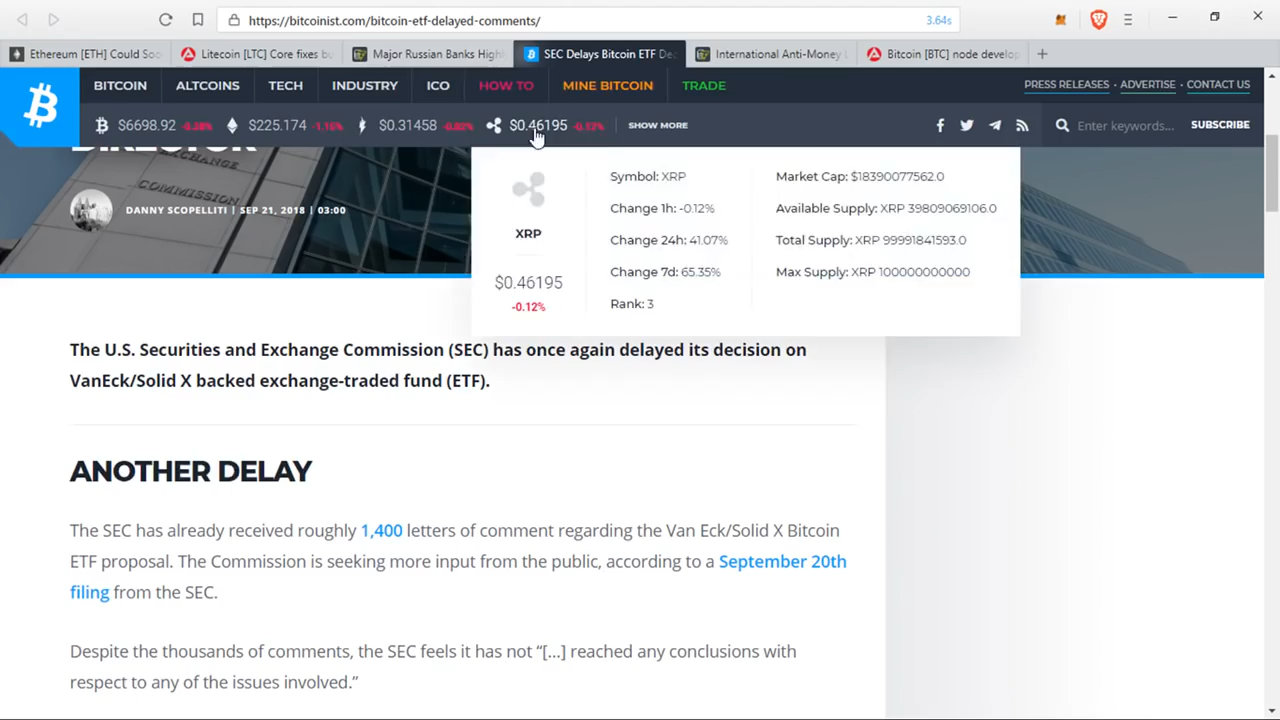 https://bitcoinist.com/bitcoin-etf-delayed-comments/
3.64s
Ethereum [ETH] Could Soo
Litecoin [LTC] Core fixes bu
Major Russian Banks High
SEC Delays Bitcoin ETF De
International Anti-Money
Bitcoin [BTC] node develop
BITCOIN ALTCOINS TECH INDUSTRY ICO HOW TO MINE BITCOIN TRADE
PRESS RELEASES • ADVERTISE • CONTACT US
$6698.92 $225.174 -1.15% $0.31458 $0.46195 -0.12% SHOW MORE
Enter keywords... SUBSCRIBE
DIRECTOR
EXCHANGE
COMMISSION
DANNY SCOPELLITI | SEP 21, 2018 | 03:00
XRP
$0.46195
-0.12%
Symbol: XRP
Change 1h: -0.12%
Change 24h: 41.07%
Change 7d: 65.35%
Rank: 3
Market Cap: $18390077562.0
Available Supply: XRP 39809069106.0
Total Supply: XRP 99991841593.0
Max Supply: XRP 100000000000
The U.S. Securities and Exchange Commission (SEC) has once again delayed its decision on
VanEck/Solid X backed exchange-traded fund (ETF).
ANOTHER DELAY
The SEC has already received roughly 1,400 letters of comment regarding the Van Eck/Solid X Bitcoin
ETF proposal. The Commission is seeking more input from the public, according to a September 20th
filing from the SEC.
Despite the thousands of comments, the SEC feels it has not “[...] reached any conclusions with
respect to any of the issues involved.”